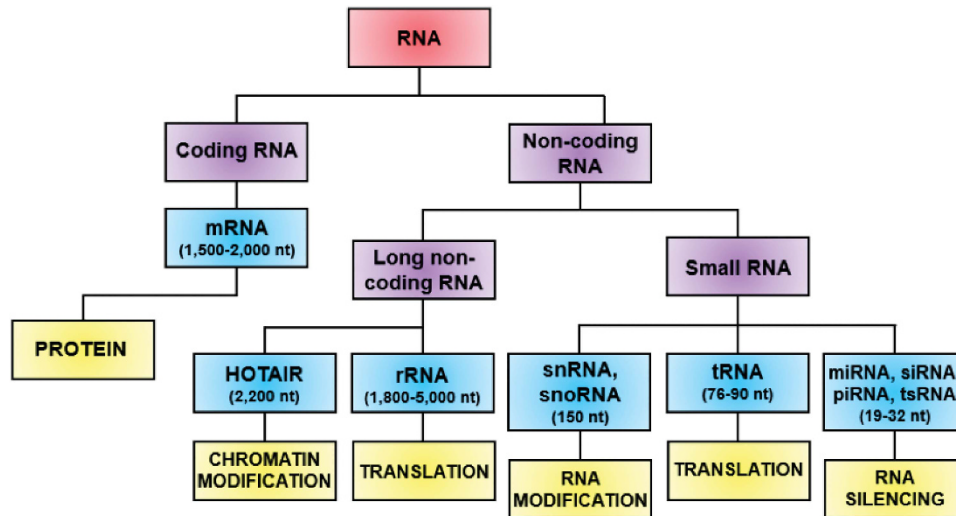 RNA
Coding RNA
Non-coding
RNA
mRNA
(1,500-2,000 nt)
Long non-
coding RNA
Small RNA
PROTEIN
HOTAIR
(2,200 nt)
rRNA
(1,800-5,000 nt)
snRNA,
snoRNA
(150 nt)
tRNA
(76-90 nt)
miRNA, siRNA
piRNA, tsRNA
(19-32 nt)
CHROMATIN
MODIFICATION
TRANSLATION
RNA
MODIFICATION
TRANSLATION
RNA
SILENCING